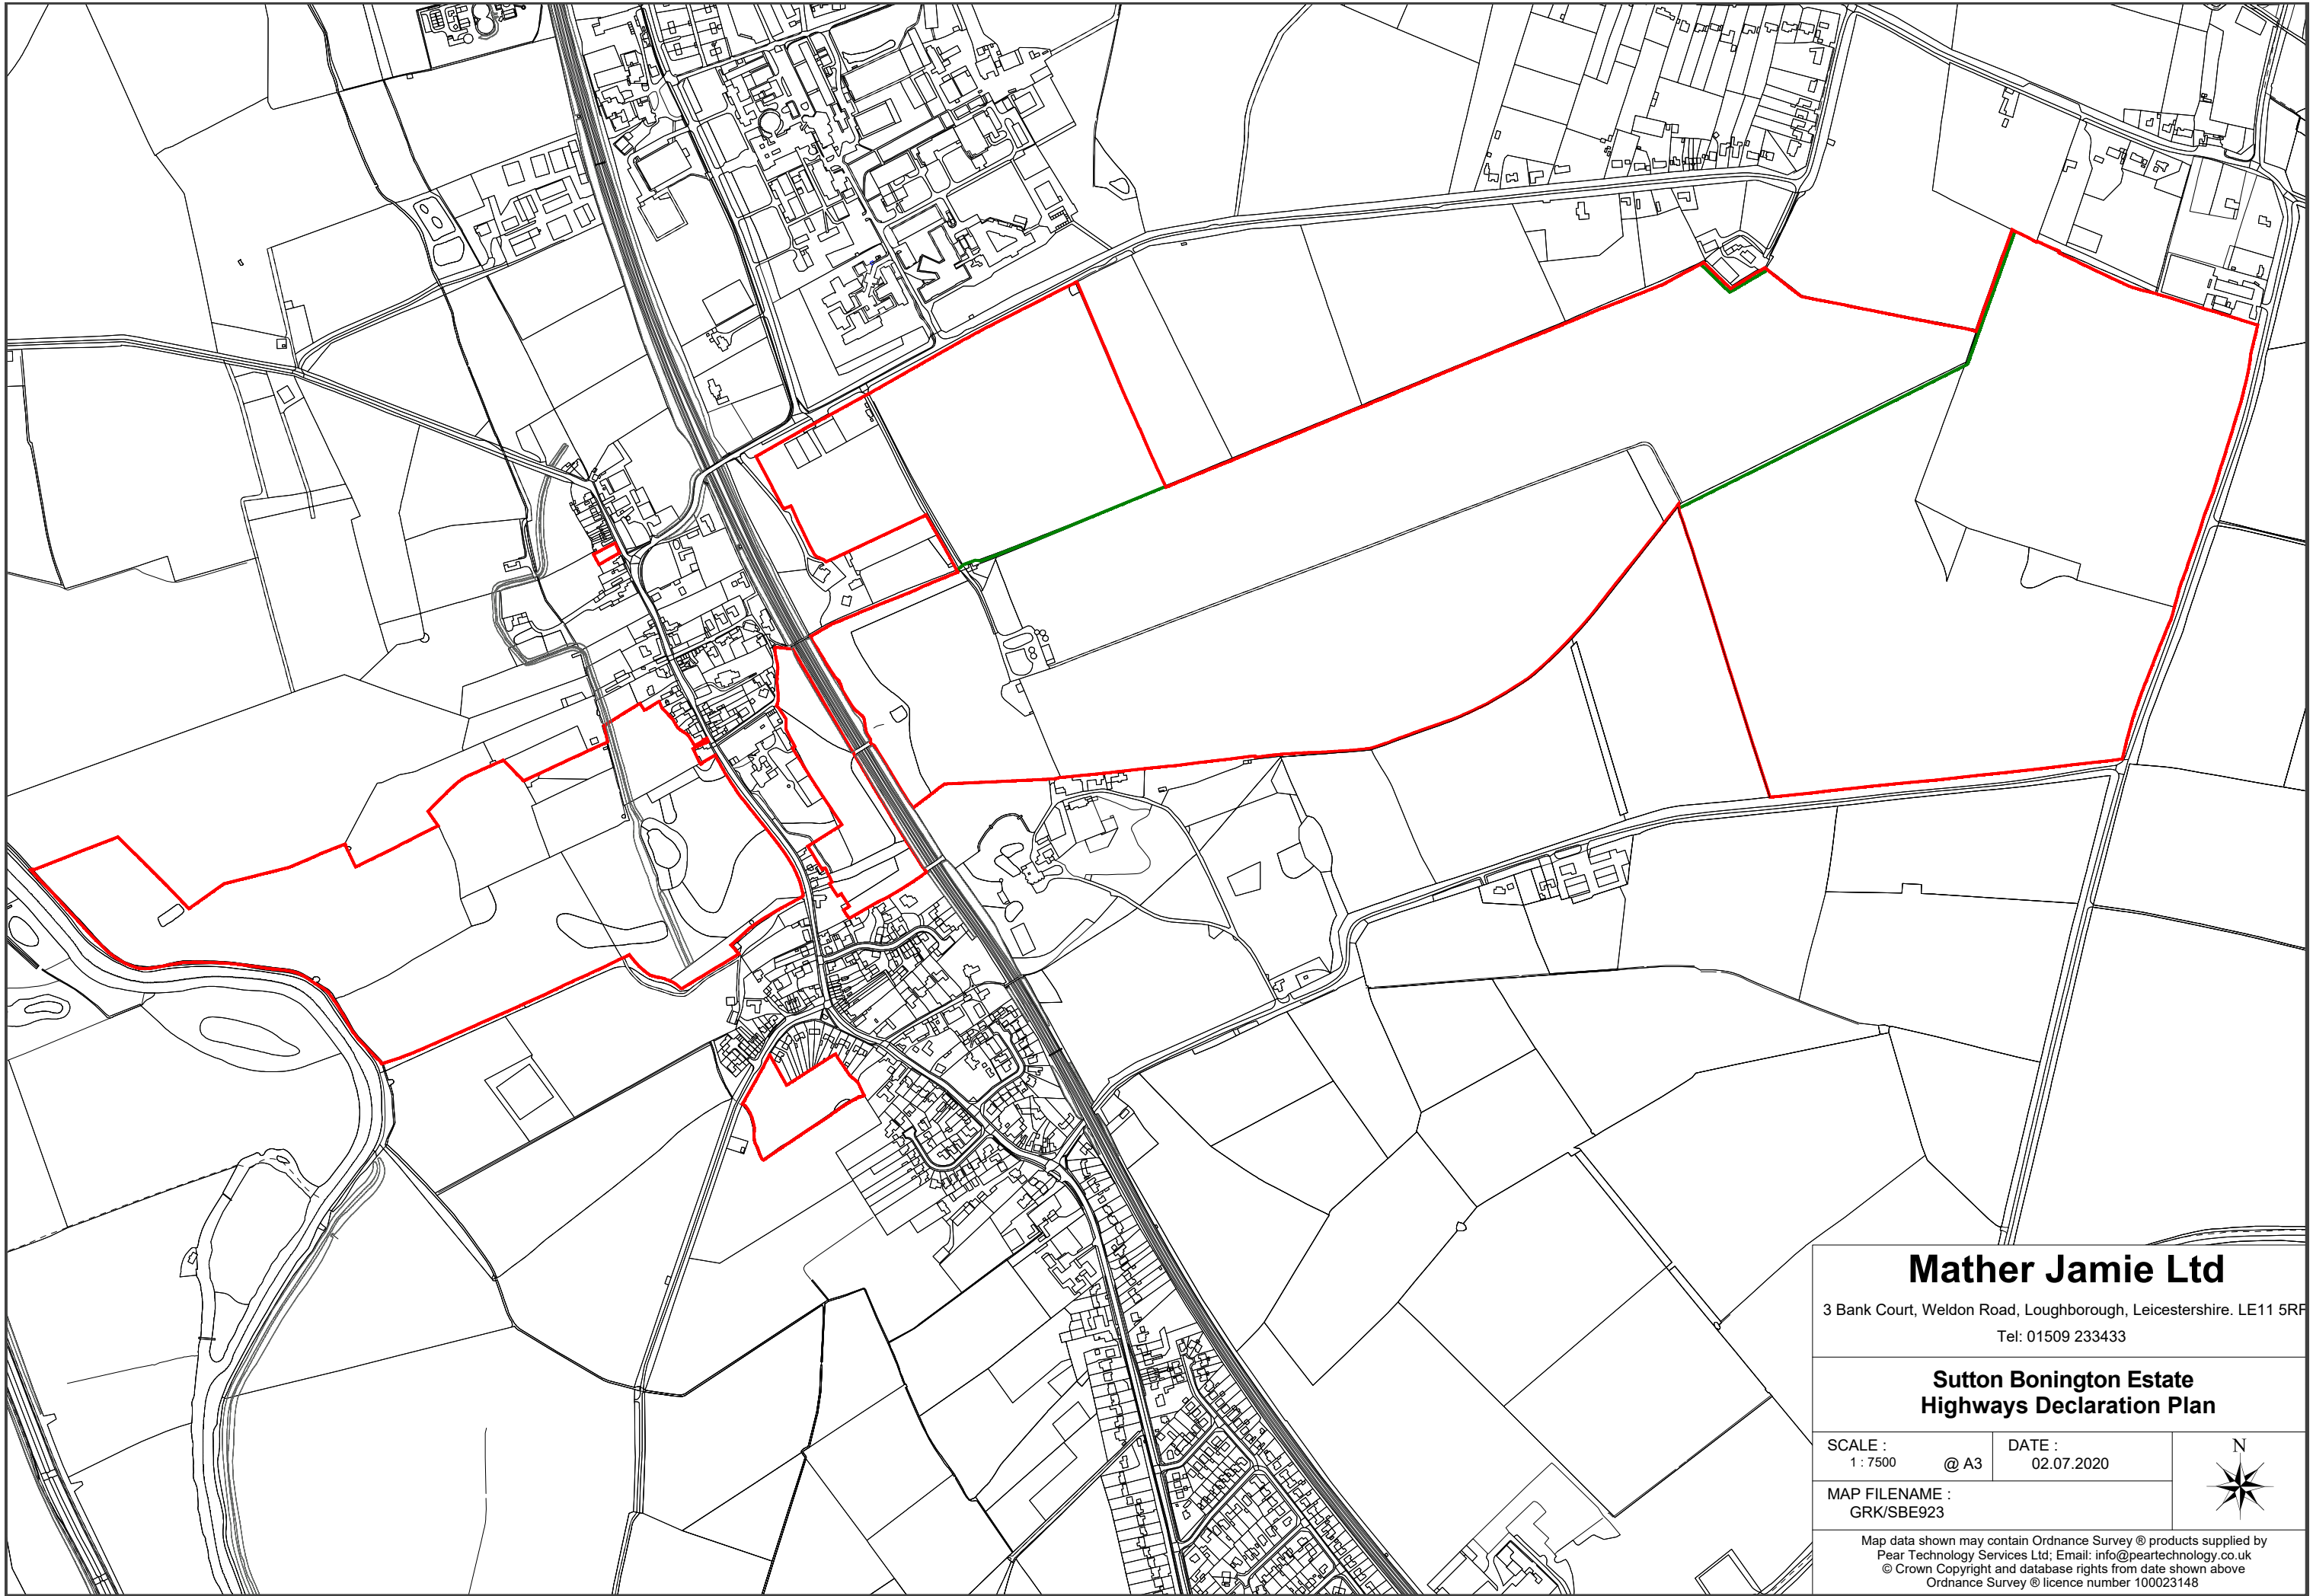 Mather Jamie Ltd
3 Bank Court, Weldon Road, Loughborough, Leicestershire. LE11 5RF
Tel: 01509 233433
Sutton Bonington Estate
Highways Declaration Plan
SCALE :
1 : 7500 @ A3
DATE :
02.07.2020
N
MAP FILENAME :
GRK/SBE923
Map data shown may contain Ordnance Survey ® products supplied by
Pear Technology Services Ltd; Email: info@peartechnology.co.uk
© Crown Copyright and database rights from date shown above
Ordnance Survey ® licence number 100023148